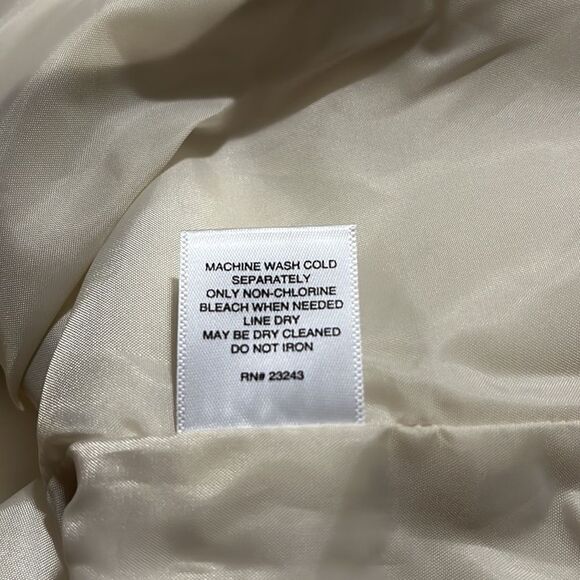 MACHINE WASH COLD
SEPARATELY
ONLY NON-CHLORINE
BLEACH WHEN NEEDED
LINE DRY
MAY BE DRY CLEANED
DO NOT IRON
RN# 23243